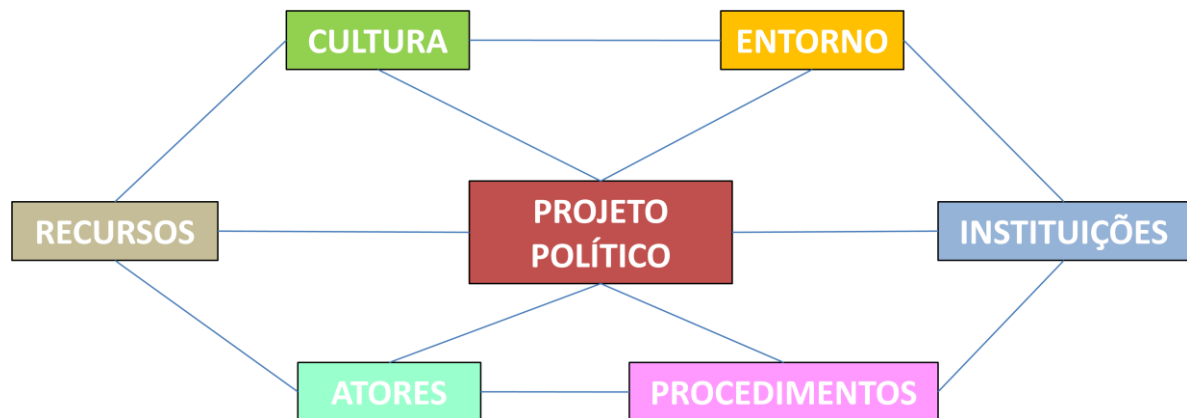 CULTURA
ENTORNO
RECURSOS
PROJETO
POLÍTICO
INSTITUIÇÕES
ATORES
PROCEDIMENTOS